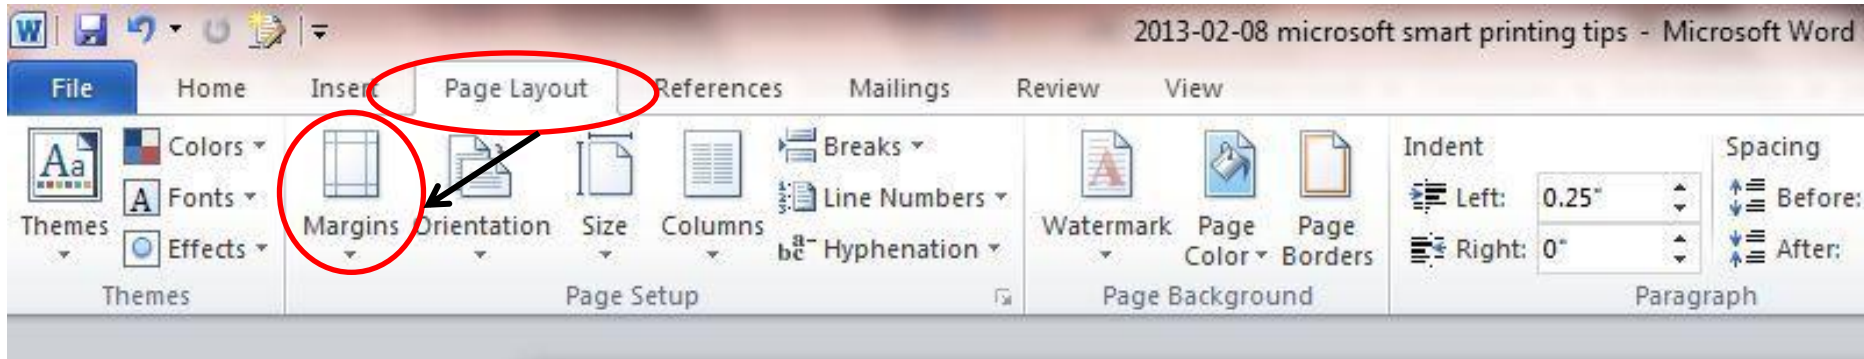 2013-02-08 microsoft smart printing tips - Microsoft Word
File Home Insert Page Layout References Mailings Review View
Themes
Colors
Fonts
Effects
Themes
Margins
Orientation
Size
Columns
Breaks
Line Numbers
Hyphenation
Page Setup
Watermark
Page
Color
Page
Borders
Page Background
Indent
Left: 0.25"
Right: 0"
Spacing
Before:
After:
Paragraph